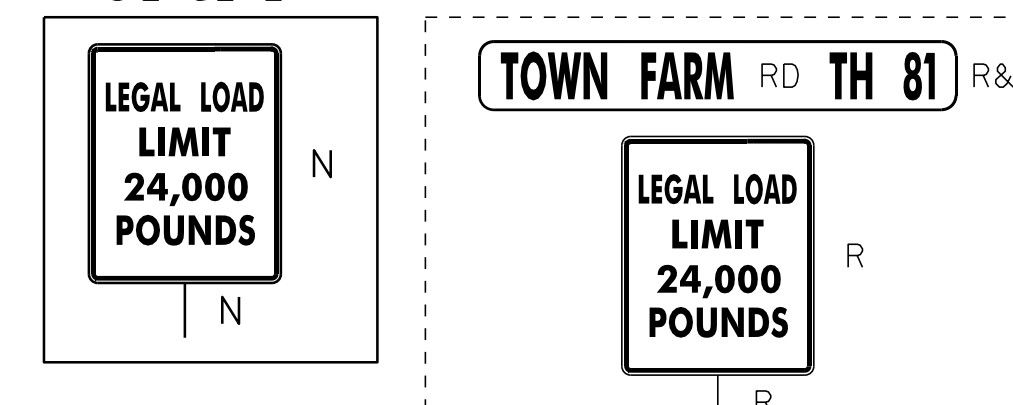 LEGAL LOAD
LIMIT
24,000
POUNDS
N
N
TOWN FARM RD TH 81 R&
LEGAL LOAD
LIMIT
24,000
POUNDS
R
R